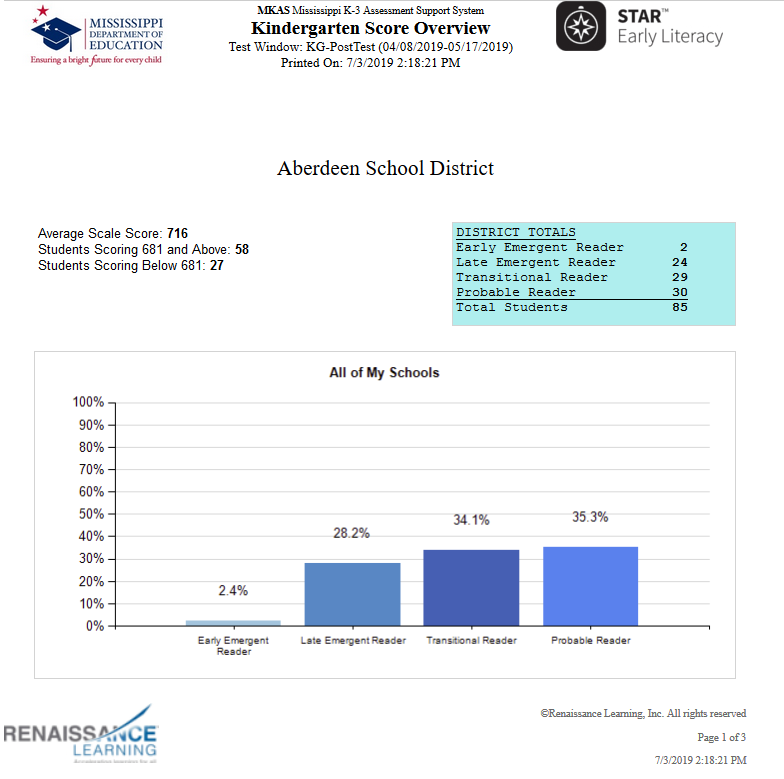 MISSISSIPPI
DEPARTMENT OF
EDUCATION
Ensuring a bright future for every child
MKAS Mississippi K-3 Assessment Support System
Kindergarten Score Overview
Test Window: KG-PostTest (04/08/2019-05/17/2019)
Printed On: 7/3/2019 2:18:21 PM
STAR™
Early Literacy
Aberdeen School District
Average Scale Score: 716
Students Scoring 681 and Above: 58
Students Scoring Below 681: 27
DISTRICT TOTALS
Early Emergent Reader 2
Late Emergent Reader 24
Transitional Reader 29
Probable Reader 30
Total Students 85
All of My Schools
100%
90%
80%
70%
60%
50%
40%
30%
20%
10%
0%
2.4%
28.2%
34.1%
35.3%
Early Emergent
Reader
Late Emergent Reader
Transitional Reader
Probable Reader
RENAISSANCE
LEARNING
Accelerated learning for all
©Renaissance Learning, Inc. All rights reserved
Page 1 of 3
7/3/2019 2:18:21 PM